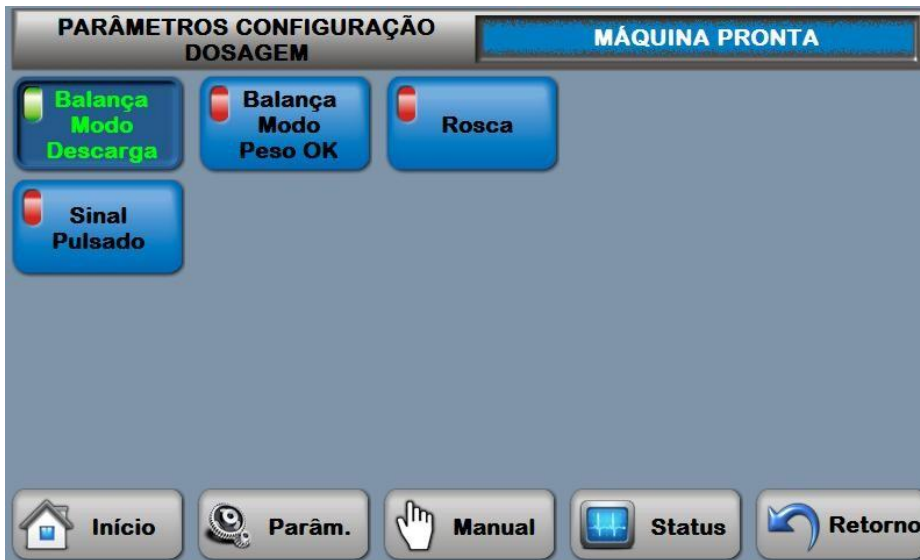 PARÂMETROS CONFIGURAÇÃO
DOSAGEM
MÁQUINA PRONTA
Balança
Modo
Descarga
Balança
Modo
Peso OK
Rosca
Sinal
Pulsado
Início
Parâm.
Manual
Status
Retorno